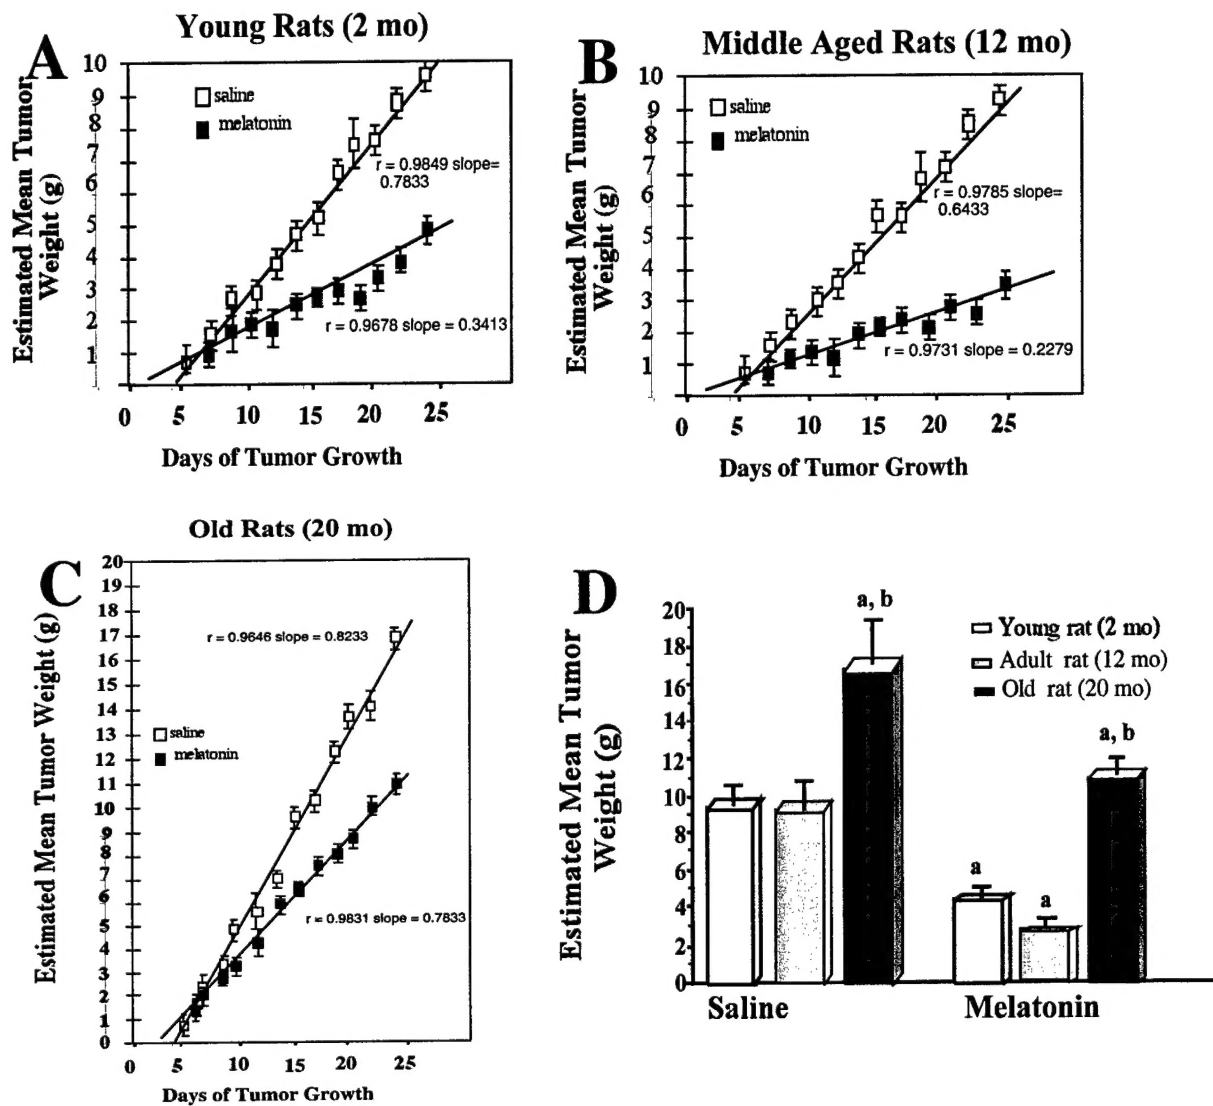 A
Young Rats (2 mo)
Estimated Mean Tumor
Weight (g)
10
9
8
7
6
5
4
3
2
1
saline
melatonin
r = 0.9849 slope=
0.7833
r = 0.9678 slope = 0.3413
0 5 10 15 20 25
Days of Tumor Growth
B
Middle Aged Rats (12 mo)
Estimated Mean Tumor
Weight (g)
10
9
8
7
6
5
4
3
2
1
saline
melatonin
r = 0.9785 slope=
0.6433
r = 0.9731 slope = 0.2279
0 5 10 15 20 25
Days of Tumor Growth
C
Old Rats (20 mo)
Estimated Mean Tumor Weight (g)
20
19
18
17
16
15
14
13
12
11
10
9
8
7
6
5
4
3
2
1
0
r = 0.9646 slope = 0.8233
saline
melatonin
r = 0.9831 slope = 0.7833
0 5 10 15 20 25
Days of Tumor Growth
D
Estimated Mean Tumor
Weight (g)
20
18
16
14
12
10
8
6
4
2
0
a, b
Young rat (2 mo)
Adult rat (12 mo)
Old rat (20 mo)
a, b
a
a
Saline Melatonin